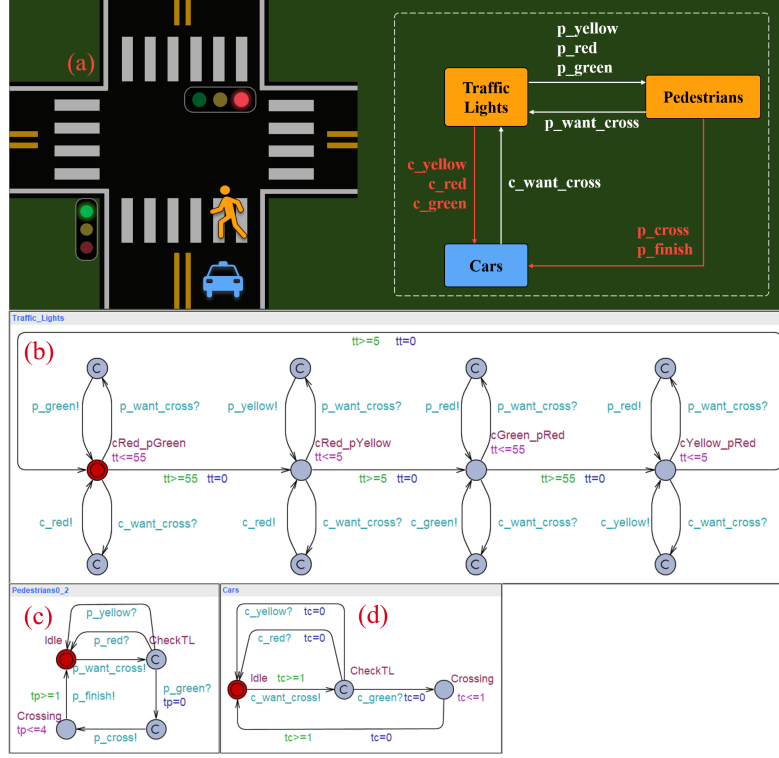 (a)
p_yellow
p_red
p_green
Traffic
Lights
Pedestrians
p_want_cross
c_yellow
c_red
c_green
c_want_cross
p_cross
p_finish
Cars
Traffic_Lights
(b)
tt>=5 tt=0
C C C C
p_green! p_want_cross? p_yellow! p_want_cross? p_red! p_want_cross? p_red! p_want_cross?
cRed_pGreen cRed_pYellow cGreen_pRed cYellow_pRed
tt<=55 tt<=5 tt<=55 tt<=5
tt>=55 tt=0 tt>=5 tt=0 tt>=55 tt=0
c_red! c_want_cross? c_red! c_want_cross? c_green! c_want_cross? c_yellow! c_want_cross?
C C C C
Pedestrians0_2
(c)
p_yellow?
Idle p_red? CheckTL
C
p_want_cross!
tp>=1 p_finish! p_green?
tp=0
Crossing
tp<=4
C
p_cross!
Cars
(d)
c_yellow? tc=0
c_red? tc=0
Idle tc>=1 CheckTL Crossing
C
c_want_cross! c_green? tc=0 tc<=1
tc>=1 tc=0